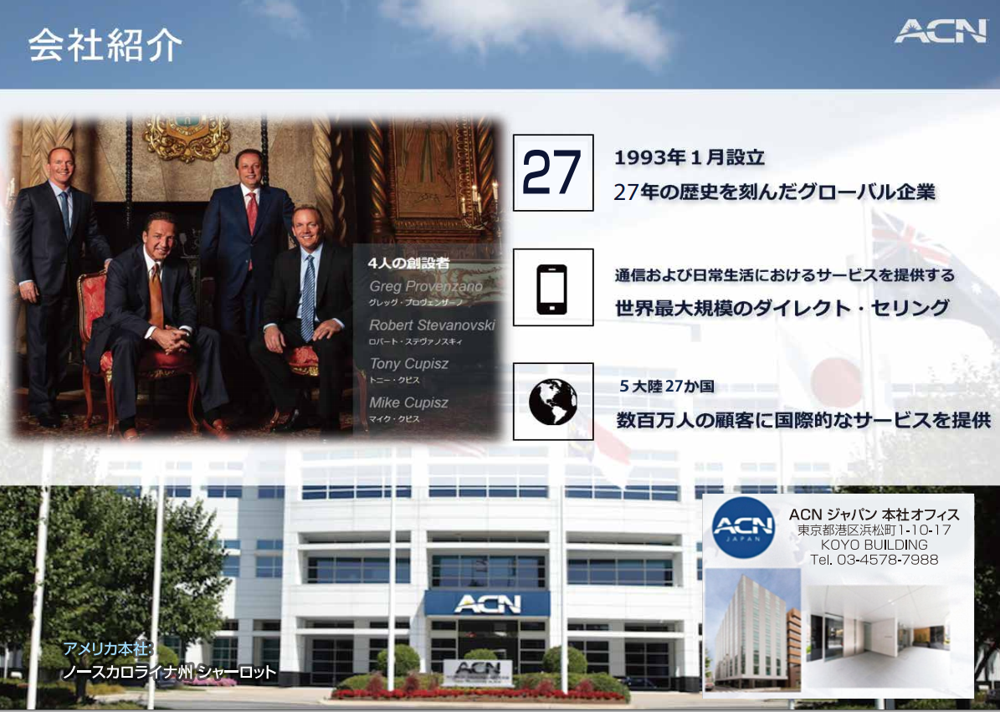 会社紹介
ACN
27
1993年1月設立
27年の歴史を刻んだグローバル企業
4人の創設者
Greg Provenzano
グレッグ・プロヴェンザーノ
Robert Stevanovski
ロバート・ステヴァノスキィ
Tony Cupisz
トニー・クピス
Mike Cupisz
マイク・クピス
通信および日常生活におけるサービスを提供する
世界最大規模のダイレクト・セリング
5大陸27か国
数百万人の顧客に国際的なサービスを提供
ACN
JAPAN
ACN ジャパン 本社オフィス
東京都港区浜松町1-10-17
KOYO BUILDING
Tel. 03-4578-7988
ACN
ACN
アメリカ本社:
ノースカロライナ州 シャーロット